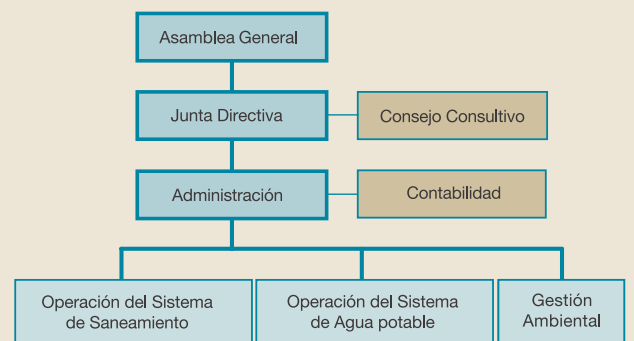 Asamblea General
Junta Directiva
Consejo Consultivo
Administración
Contabilidad
Operación del Sistema
de Saneamiento
Operación del Sistema
de Agua potable
Gestión
Ambiental